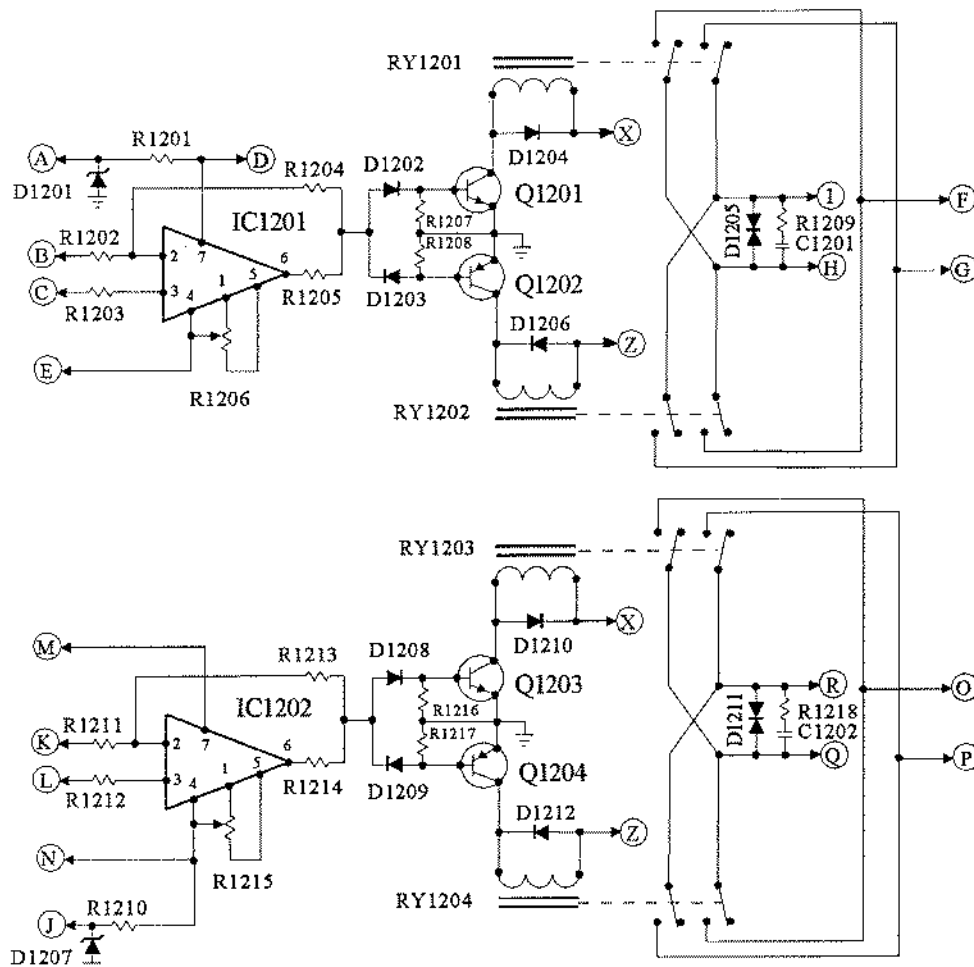 RY1201
R1201
A
D
D1201
R1204
D1202
D1204
X
Q1201
IC1201
R1207
R1208
R1202
B
2
7
6
5
1
3
4
C
R1203
R1205
D1203
Q1202
E
R1206
D1206
Z
RY1202
D1205
I
R1209
C1201
H
F
G
RY1203
M
R1213
D1208
D1210
X
Q1203
IC1202
R1216
R1217
R1211
K
2
7
6
5
1
3
4
L
R1212
R1214
D1209
Q1204
N
R1215
D1212
Z
J
R1210
D1207
RY1204
D1211
R
R1218
C1202
Q
O
P